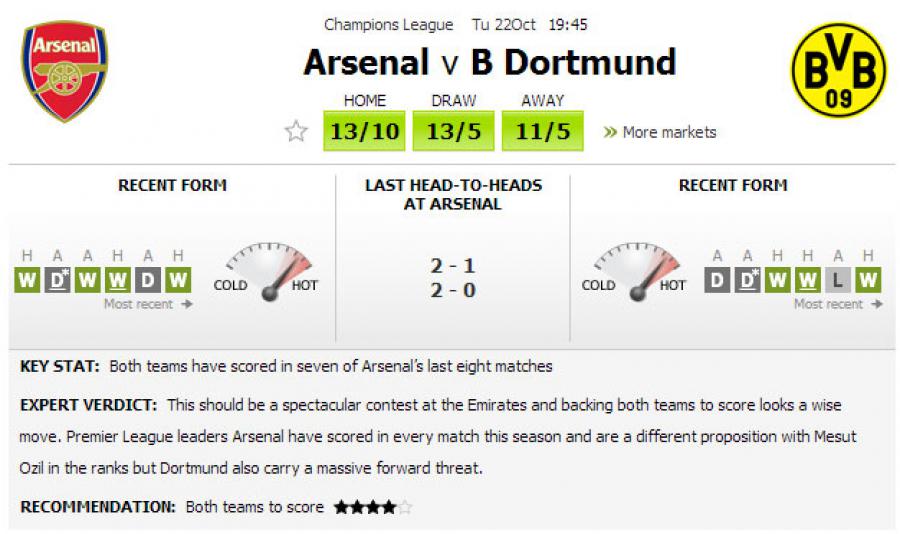 Champions League Tu 22Oct 19:45
Arsenal
Arsenal v B Dortmund
BVB
09
HOME DRAW AWAY
13/10 13/5 11/5 » More markets
RECENT FORM
LAST HEAD-TO-HEADS
AT ARSENAL
RECENT FORM
H A A H A H
W D* W W D W
Most recent →
COLD HOT
2 - 1
2 - 0
COLD HOT
A A H H A H
D D* W W L W
Most recent →
KEY STAT: Both teams have scored in seven of Arsenal's last eight matches
EXPERT VERDICT: This should be a spectacular contest at the Emirates and backing both teams to score looks a wise
move. Premier League leaders Arsenal have scored in every match this season and are a different proposition with Mesut
Ozil in the ranks but Dortmund also carry a massive forward threat.
RECOMMENDATION: Both teams to score ★★★★☆